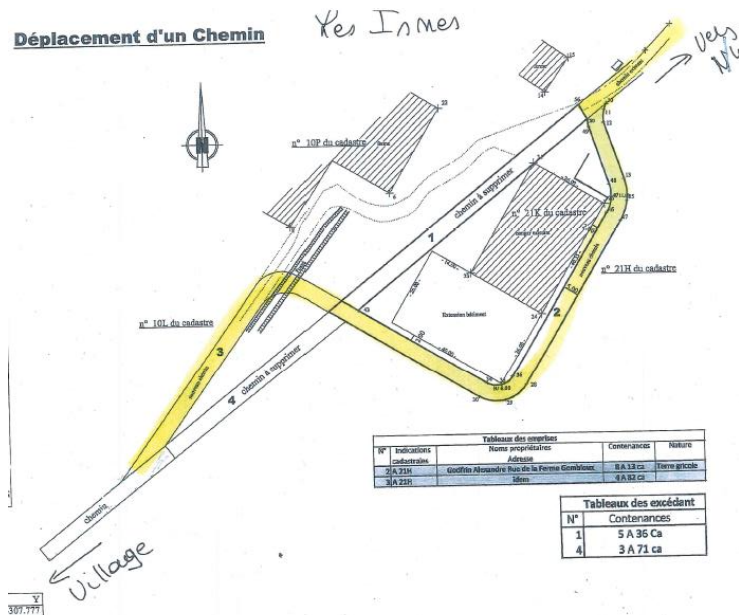 Déplacement d'un Chemin
Les Isnes
Vers
N4
N
n° 10P du cadastre
chemin à supprimer
1
n° 21K du cadastre
n° 21H du cadastre
n° 10L du cadastre
Extension bâtiment
2
3
4
chemin à supprimer
chemin
Village
Tableaux des emprises
N° Indications cadastrales Noms propriétaires Adresse Contenances Nature
2 A 21H Godfrin Alexandre Rue de la Ferme Gembloux 8 A 13 ca Terre agricole
3 A 21H Idem 4 A 82 ca
Tableaux des excédant
N° Contenances
1 5 A 36 Ca
4 3 A 71 ca
Y
307.777